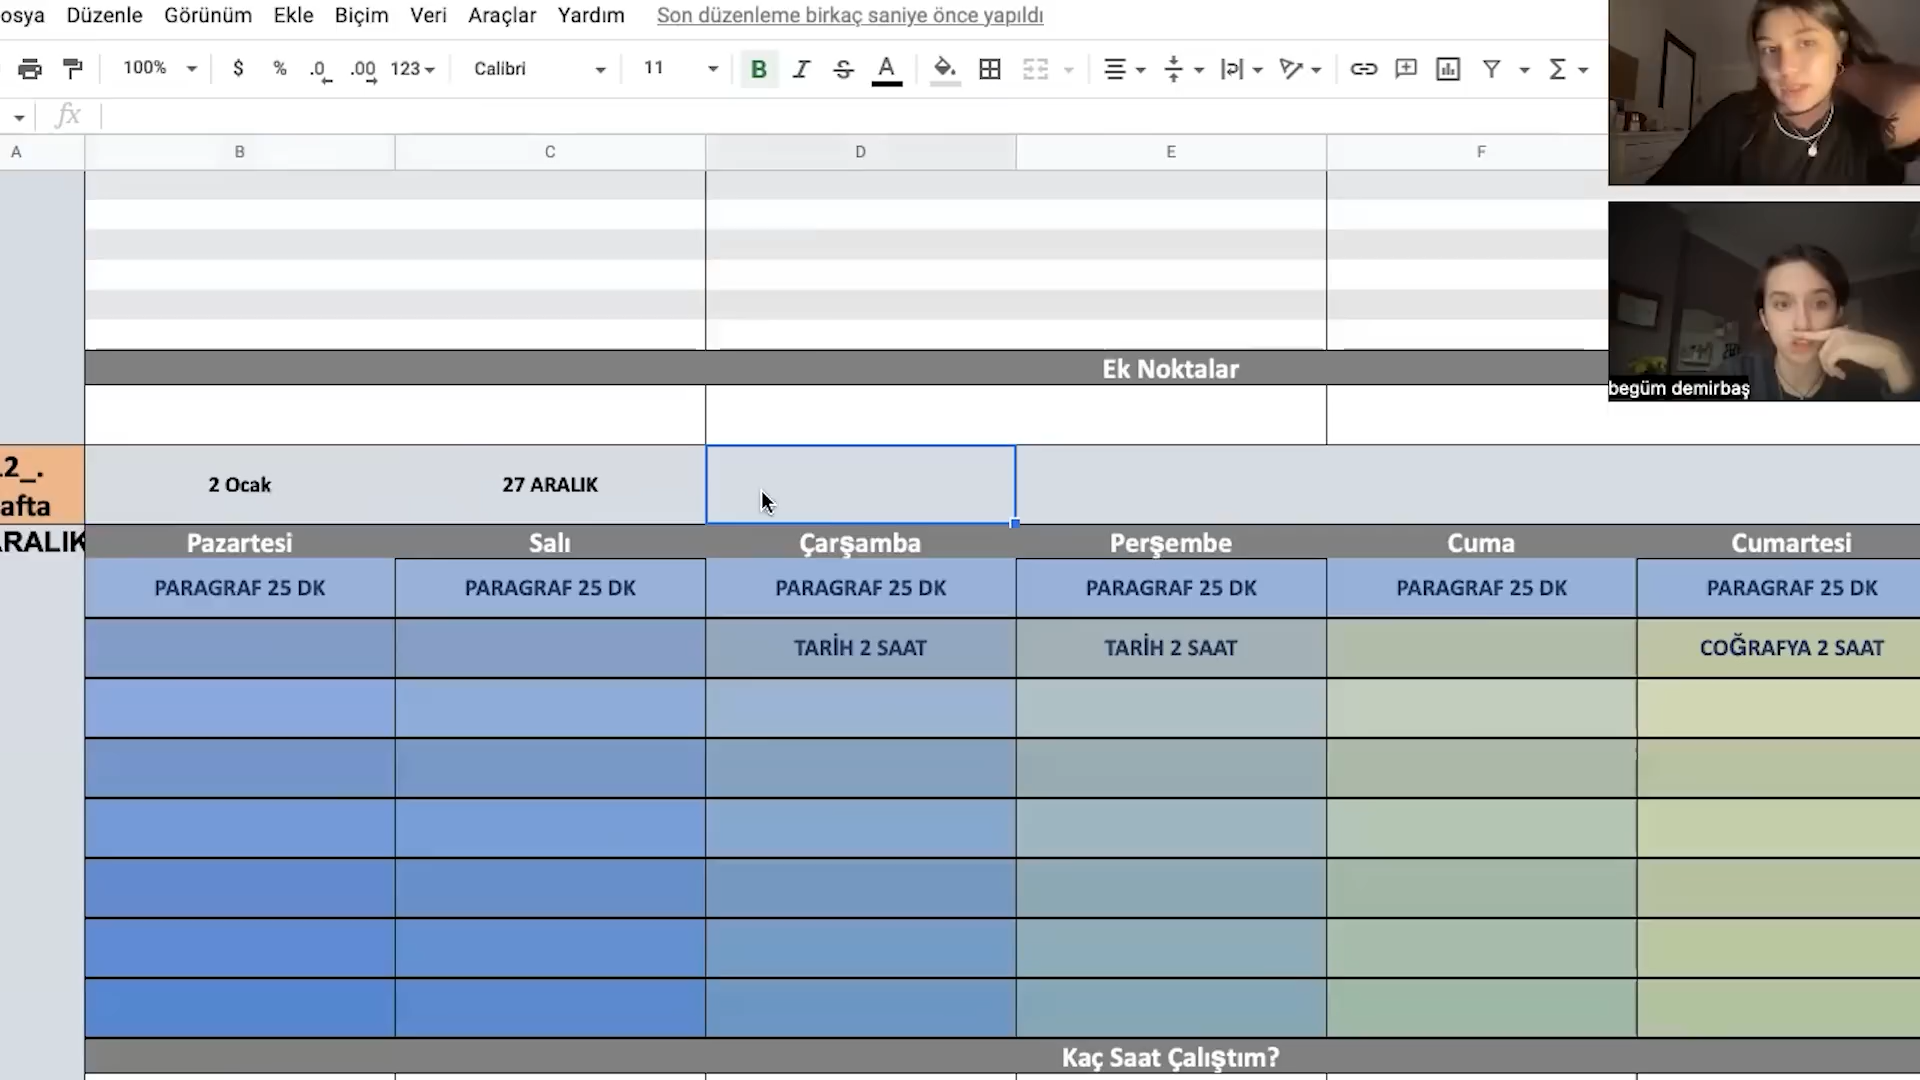 osya Düzenle Görünüm Ekle Biçim Veri Araçlar Yardım Son düzenleme birkaç saniye önce yapıldı
100% $ % .0 .00 123 Calibri 11 B I S A Σ
fx
A B C D E F
Ek Noktalar
begüm demirbaş
12_.
afta
2 Ocak 27 ARALIK
ARALIK Pazartesi Salı Çarşamba Perşembe Cuma Cumartesi
PARAGRAF 25 DK PARAGRAF 25 DK PARAGRAF 25 DK PARAGRAF 25 DK PARAGRAF 25 DK PARAGRAF 25 DK
TARİH 2 SAAT TARİH 2 SAAT COĞRAFYA 2 SAAT
Kaç Saat Çalıştım?